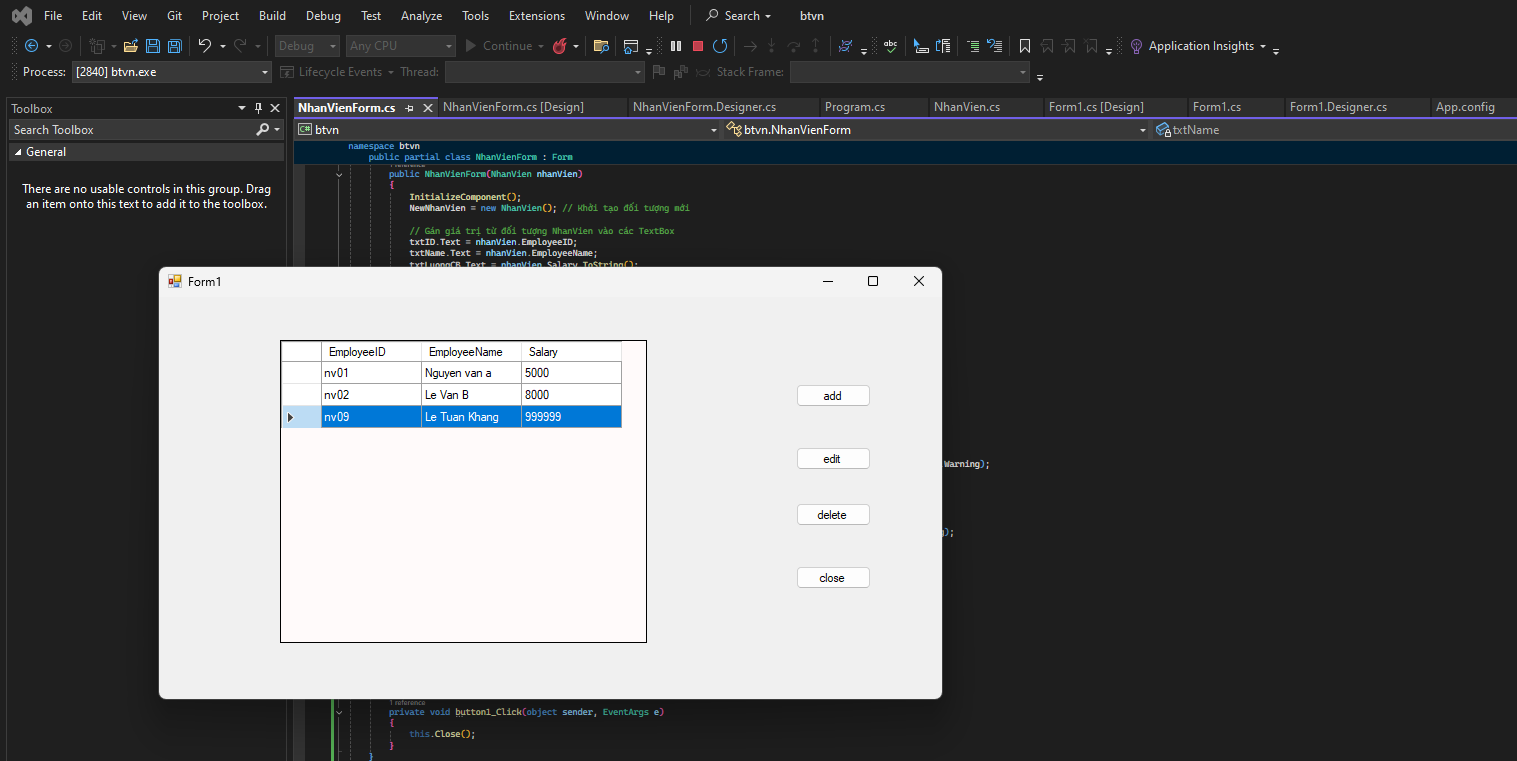 File Edit View Git Project Build Debug Test Analyze Tools Extensions Window Help Search btvn
Debug Any CPU Continue Application Insights
Process: [2840] btvn.exe Lifecycle Events Thread: Stack Frame:
Toolbox
Search Toolbox
General
There are no usable controls in this group. Drag
an item onto this text to add it to the toolbox.
NhanVienForm.cs NhanVienForm.cs [Design] NhanVienForm.Designer.cs Program.cs NhanVien.cs Form1.cs [Design] Form1.cs Form1.Designer.cs App.config
C# btvn btvn.NhanVienForm txtName
namespace btvn
public partial class NhanVienForm : Form
public NhanVienForm(NhanVien nhanVien)
{
InitializeComponent();
NewNhanVien = new NhanVien(); // Khởi tạo đối tượng mới
// Gán giá trị từ đối tượng NhanVien vào các TextBox
txtID.Text = nhanVien.EmployeeID;
txtName.Text = nhanVien.EmployeeName;
txtLuongCB.Text = nhanVien.Salary.ToString();
Form1
EmployeeID EmployeeName Salary
nv01 Nguyen van a 5000
nv02 Le Van B 8000
nv09 Le Tuan Khang 999999
add
edit
delete
close
.Warning);
);
1 reference
private void button1_Click(object sender, EventArgs e)
{
this.Close();
}
}